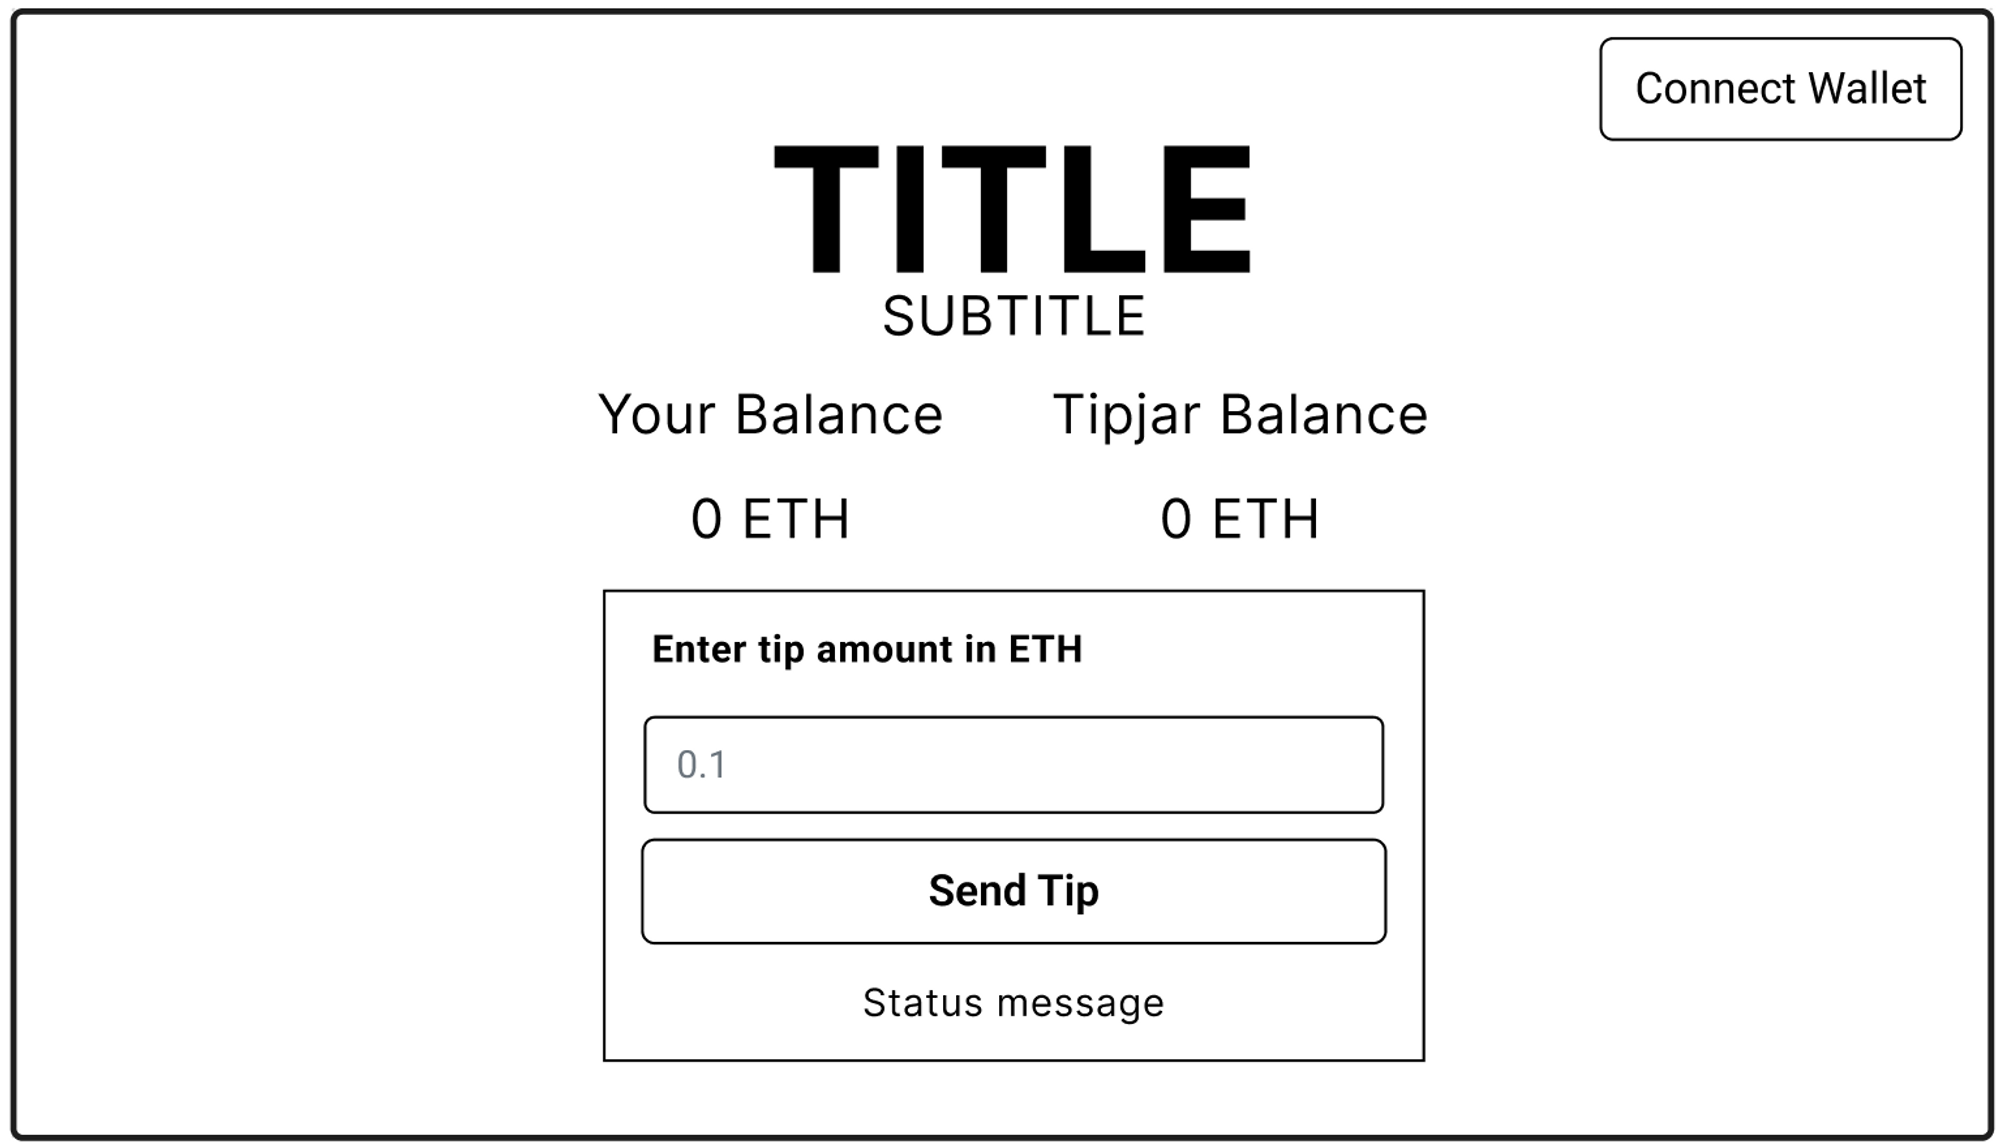 Connect Wallet
TITLE
SUBTITLE
Your Balance
Tipjar Balance
0 ETH
0 ETH
Enter tip amount in ETH
0.1
Send Tip
Status message